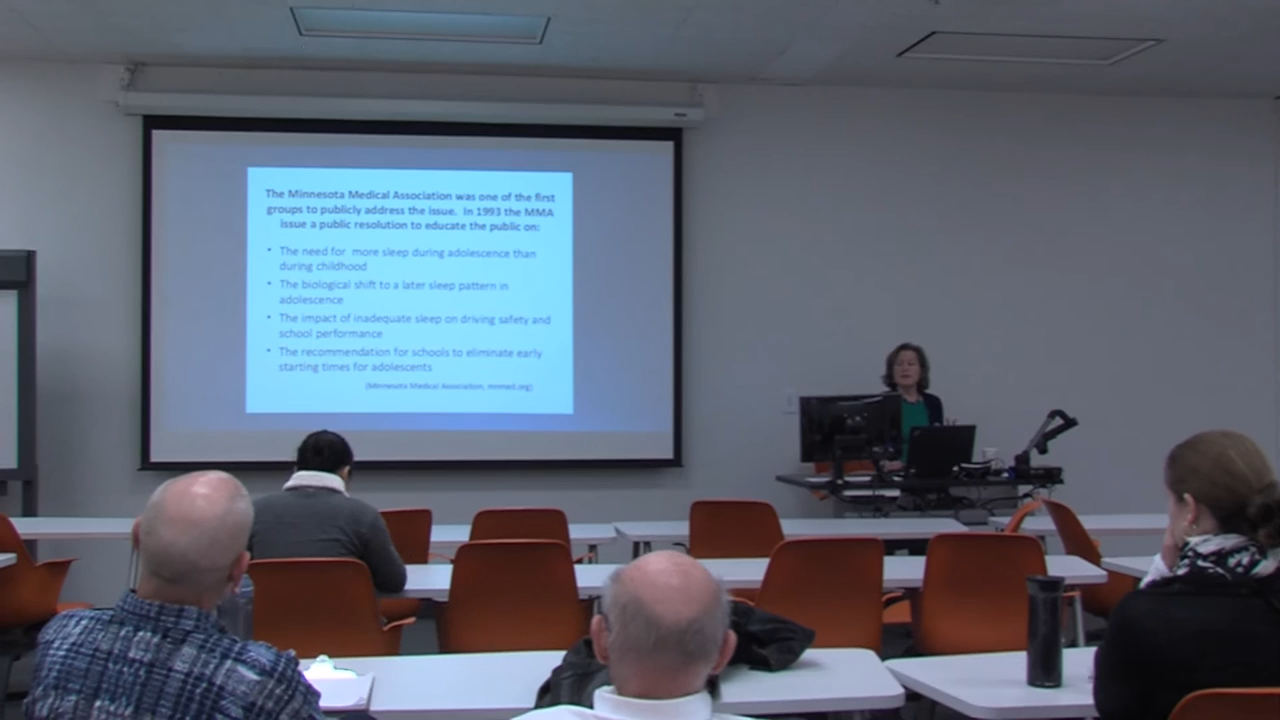 The Minnesota Medical Association was one of the first
groups to publicly address the issue. In 1993 the MMA
issue a public resolution to educate the public on:
• The need for more sleep during adolescence than
during childhood
• The biological shift to a later sleep pattern in
adolescence
• The impact of inadequate sleep on driving safety and
school performance
• The recommendation for schools to eliminate early
starting times for adolescents
(Minnesota Medical Association, mnmed.org)